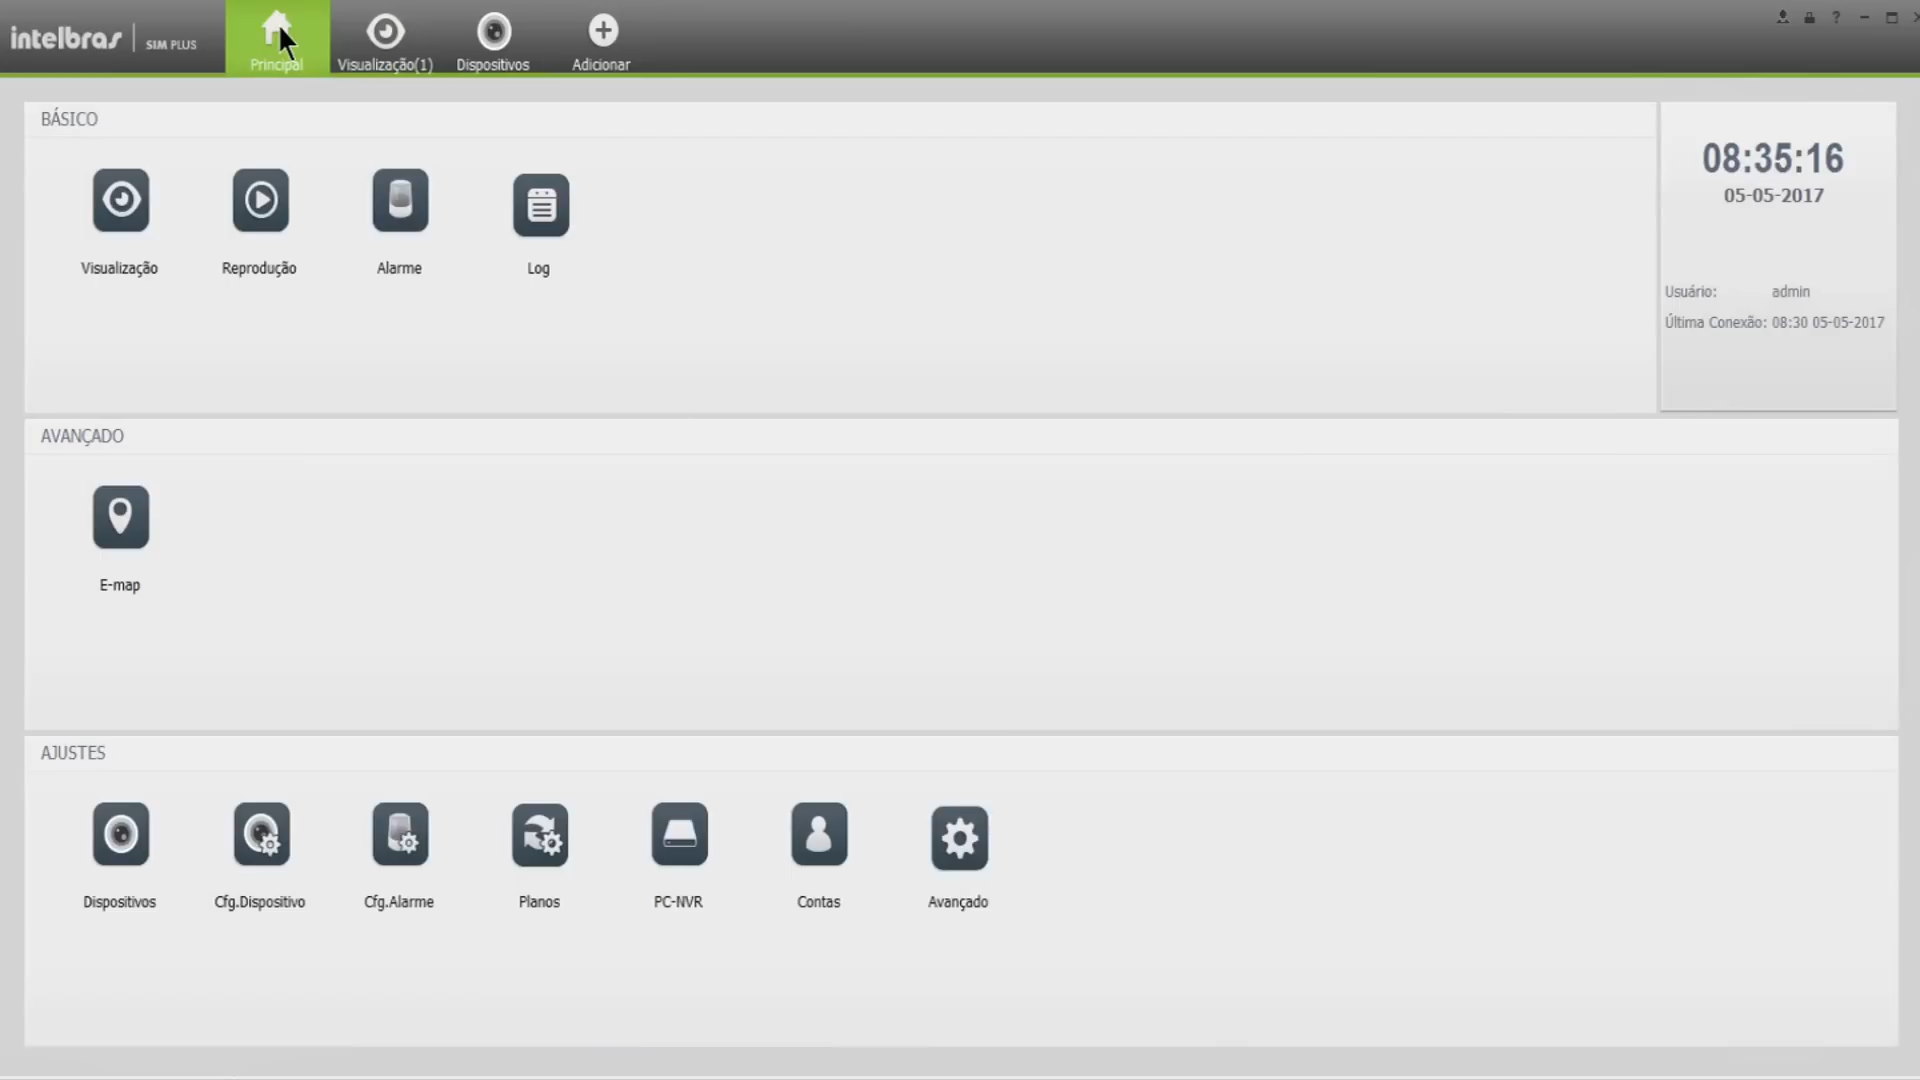 intelbras SIM PLUS
Principal Visualização(1) Dispositivos Adicionar
BÁSICO
Visualização Reprodução Alarme Log
08:35:16
05-05-2017
Usuário: admin
Última Conexão: 08:30 05-05-2017
AVANÇADO
E-map
AJUSTES
Dispositivos Cfg.Dispositivo Cfg.Alarme Planos PC-NVR Contas Avançado